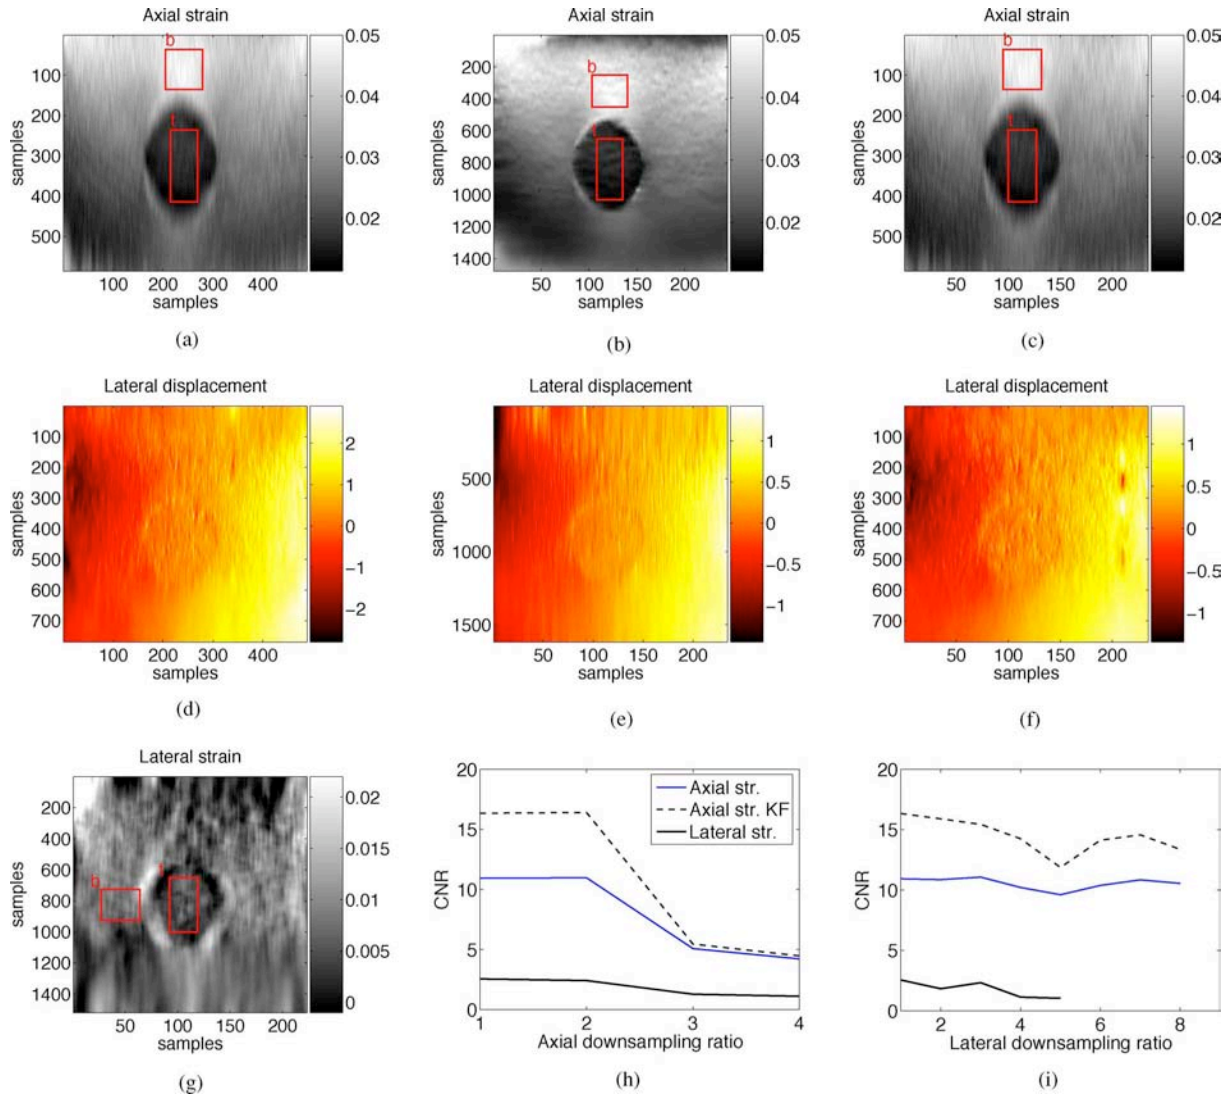 Axial strain
b
t
0.05
0.04
0.03
0.02
100
200
300
400
500
samples
100 200 300 400
samples
(a)
Axial strain
b
t
0.05
0.04
0.03
0.02
200
400
600
800
1000
1200
1400
samples
50 100 150 200
samples
(b)
Axial strain
b
t
0.05
0.04
0.03
0.02
100
200
300
400
500
samples
50 100 150 200
samples
(c)
Lateral displacement
2
1
0
−1
−2
100
200
300
400
500
600
700
samples
100 200 300 400
samples
(d)
Lateral displacement
1
0.5
0
−0.5
−1
500
1000
1500
samples
50 100 150 200
samples
(e)
Lateral displacement
1
0.5
0
−0.5
−1
100
200
300
400
500
600
700
samples
50 100 150 200
samples
(f)
Lateral strain
b
t
0.02
0.015
0.01
0.005
0
200
400
600
800
1000
1200
1400
samples
50 100 150 200
samples
(g)
20
15
10
5
0
CNR
Axial str.
Axial str. KF
Lateral str.
1 2 3 4
Axial downsampling ratio
(h)
20
15
10
5
0
CNR
2 4 6 8
Lateral downsampling ratio
(i)